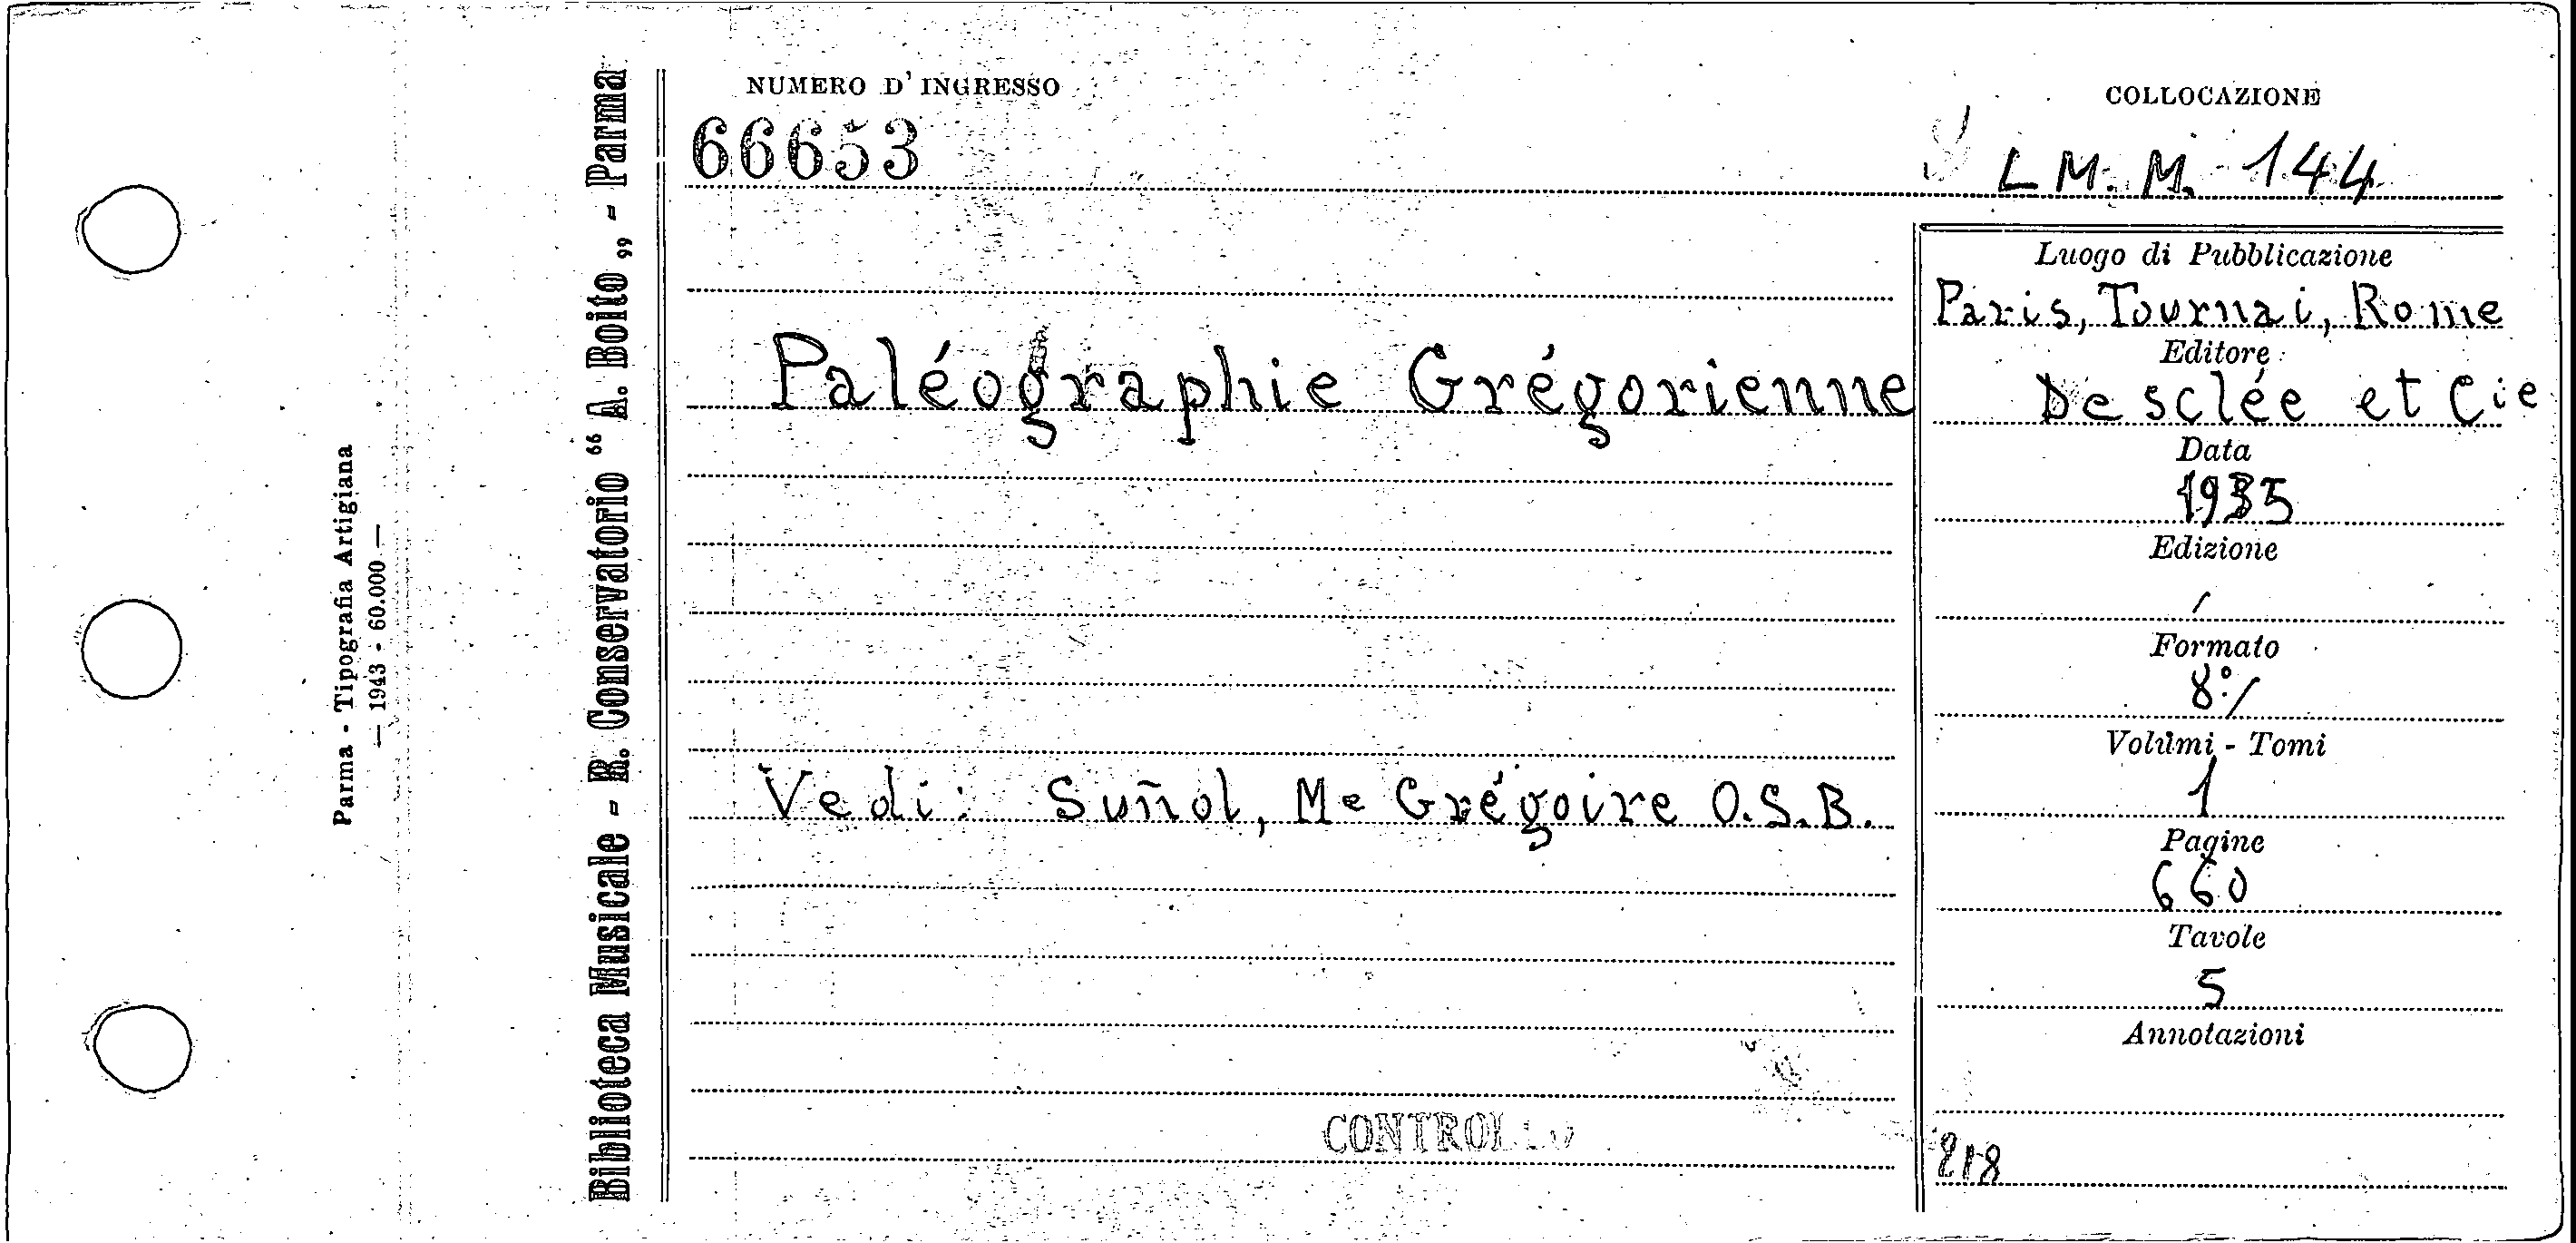 Parma - Tipografia Artigiana
— 1943 - 60.000 —
Biblioteca Musicale - R. Conservatorio “ A. Boito „ - Parma
NUMERO D' INGRESSO
66653
COLLOCAZIONE
L M. M. 144
Paléographie Grégorienne
Vedi: Suñol, Me Grégoire O.S.B.
CONTROLLO
Luogo di Pubblicazione
Paris, Tournai, Rome
Editore
Desclée et Cie
Data
1935
Edizione
/
Formato
8°/
Volumi - Tomi
1
Pagine
660
Tavole
5
Annotazioni
218